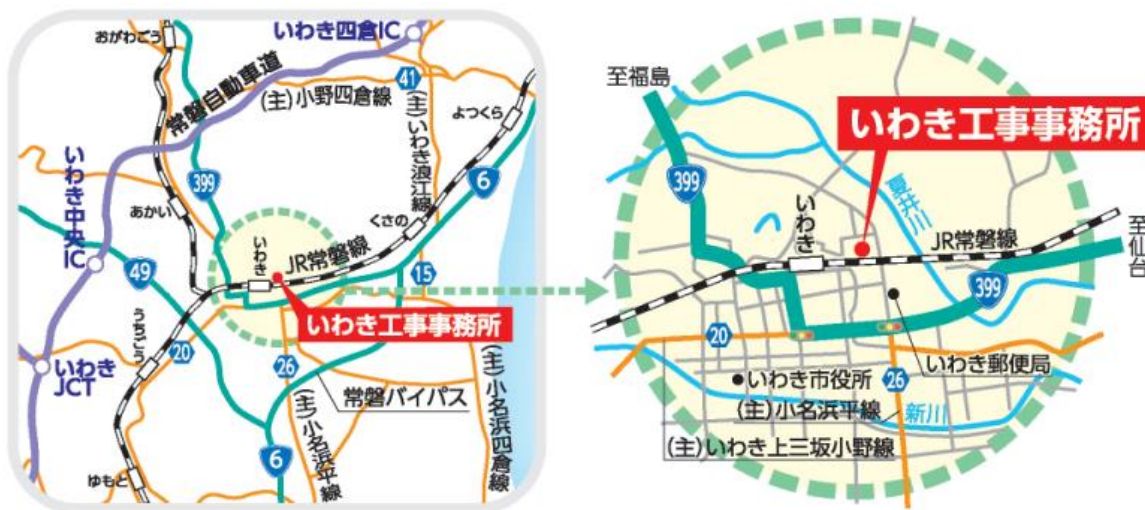 おがわごう
いわき四倉IC
常磐自動車道
41
(主)小野四倉線
(主)いわき浪江線
よつくら
いわき中央IC
399
6
あかい
くさの
いわき
JR常磐線
49
15
いわき工事事務所
うちごう
20
26
いわき
JCT
常磐バイパス
(主)小名浜平線
(主)小名浜四倉線
6
ゆもと
至福島
いわき工事事務所
399
夏井川
いわき
JR常磐線
至仙台
399
20
いわき郵便局
いわき市役所
26
(主)小名浜平線
新川
(主)いわき上三坂小野線